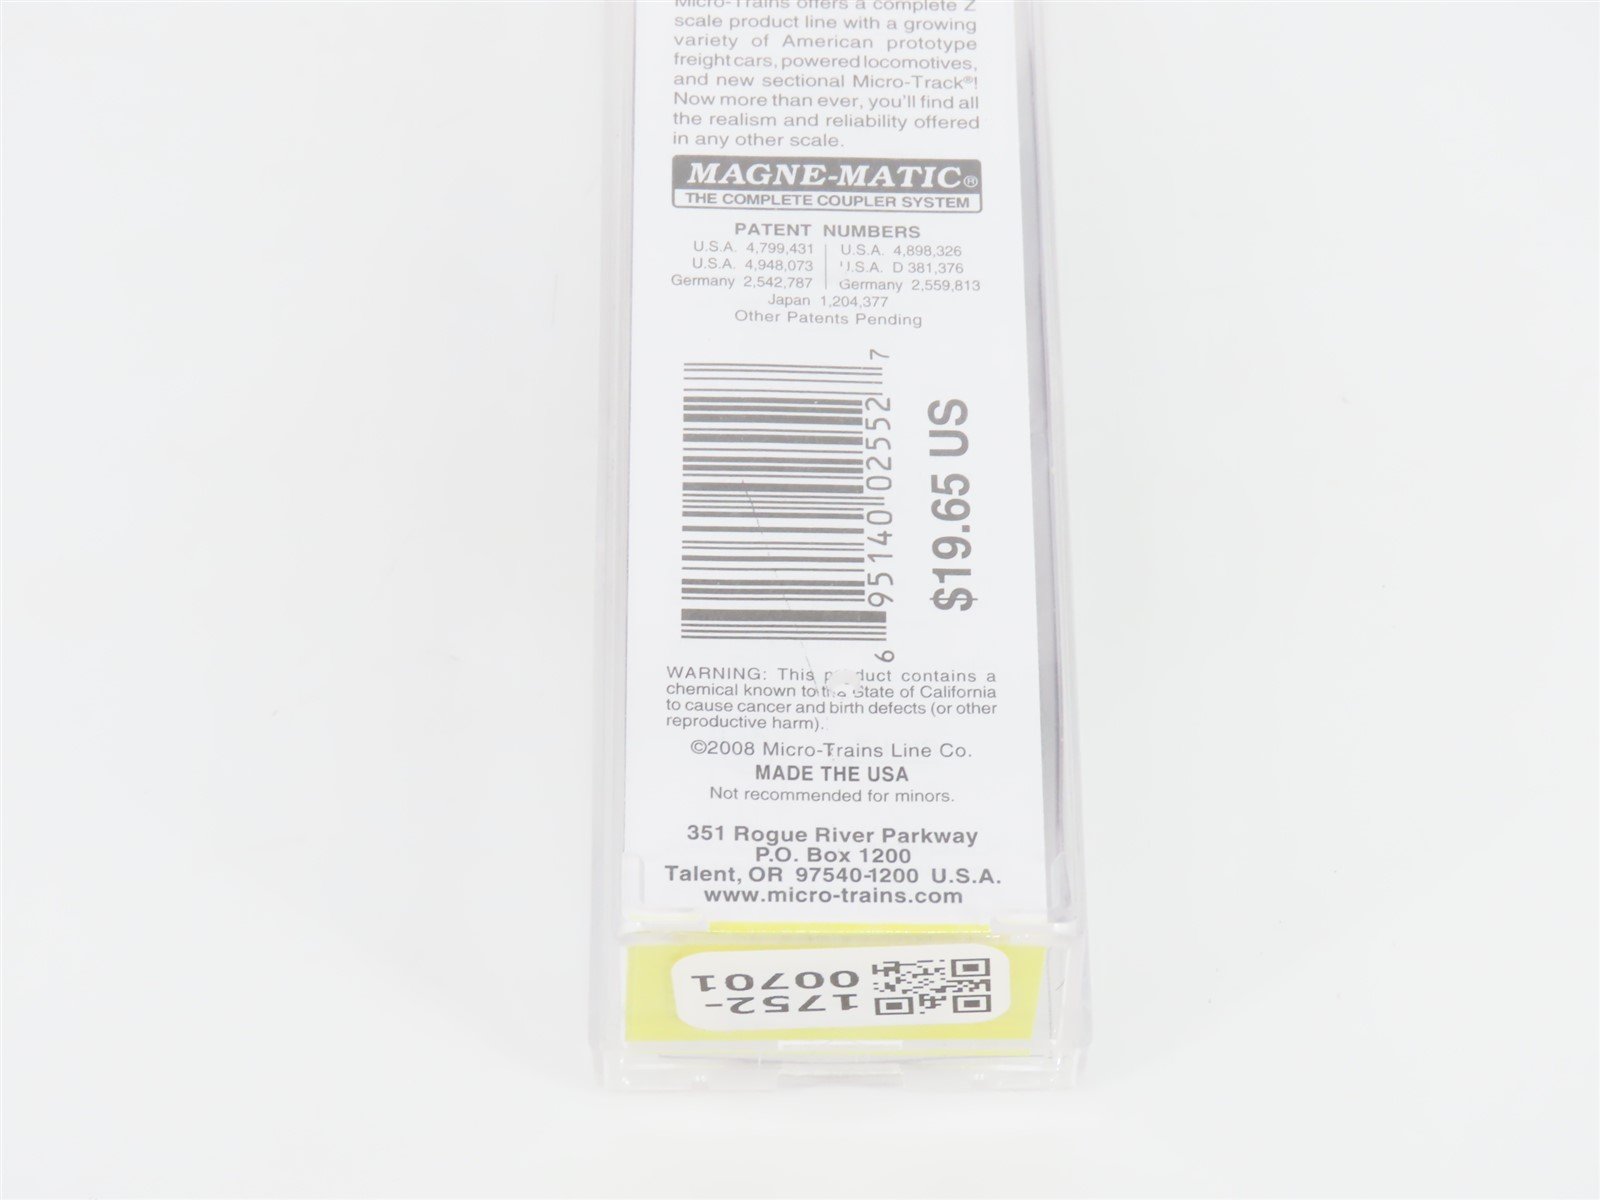 Micro-Trains offers a complete Z
scale product line with a growing
variety of American prototype
freight cars, powered locomotives,
and new sectional Micro-Track®!
Now more than ever, you'll find all
the realism and reliability offered
in any other scale.
MAGNE-MATIC®
THE COMPLETE COUPLER SYSTEM
PATENT NUMBERS
U.S.A. 4,799,431 U.S.A. 4,898,326
U.S.A. 4,948,073 U.S.A. D 381,376
Germany 2,542,787 Germany 2,559,813
Japan 1,204,377
Other Patents Pending
6 95140 02552 7
$19.65 US
WARNING: This product contains a
chemical known to the State of California
to cause cancer and birth defects (or other
reproductive harm).
©2008 Micro-Trains Line Co.
MADE THE USA
Not recommended for minors.
351 Rogue River Parkway
P.O. Box 1200
Talent, OR 97540-1200 U.S.A.
www.micro-trains.com
1752-
00701